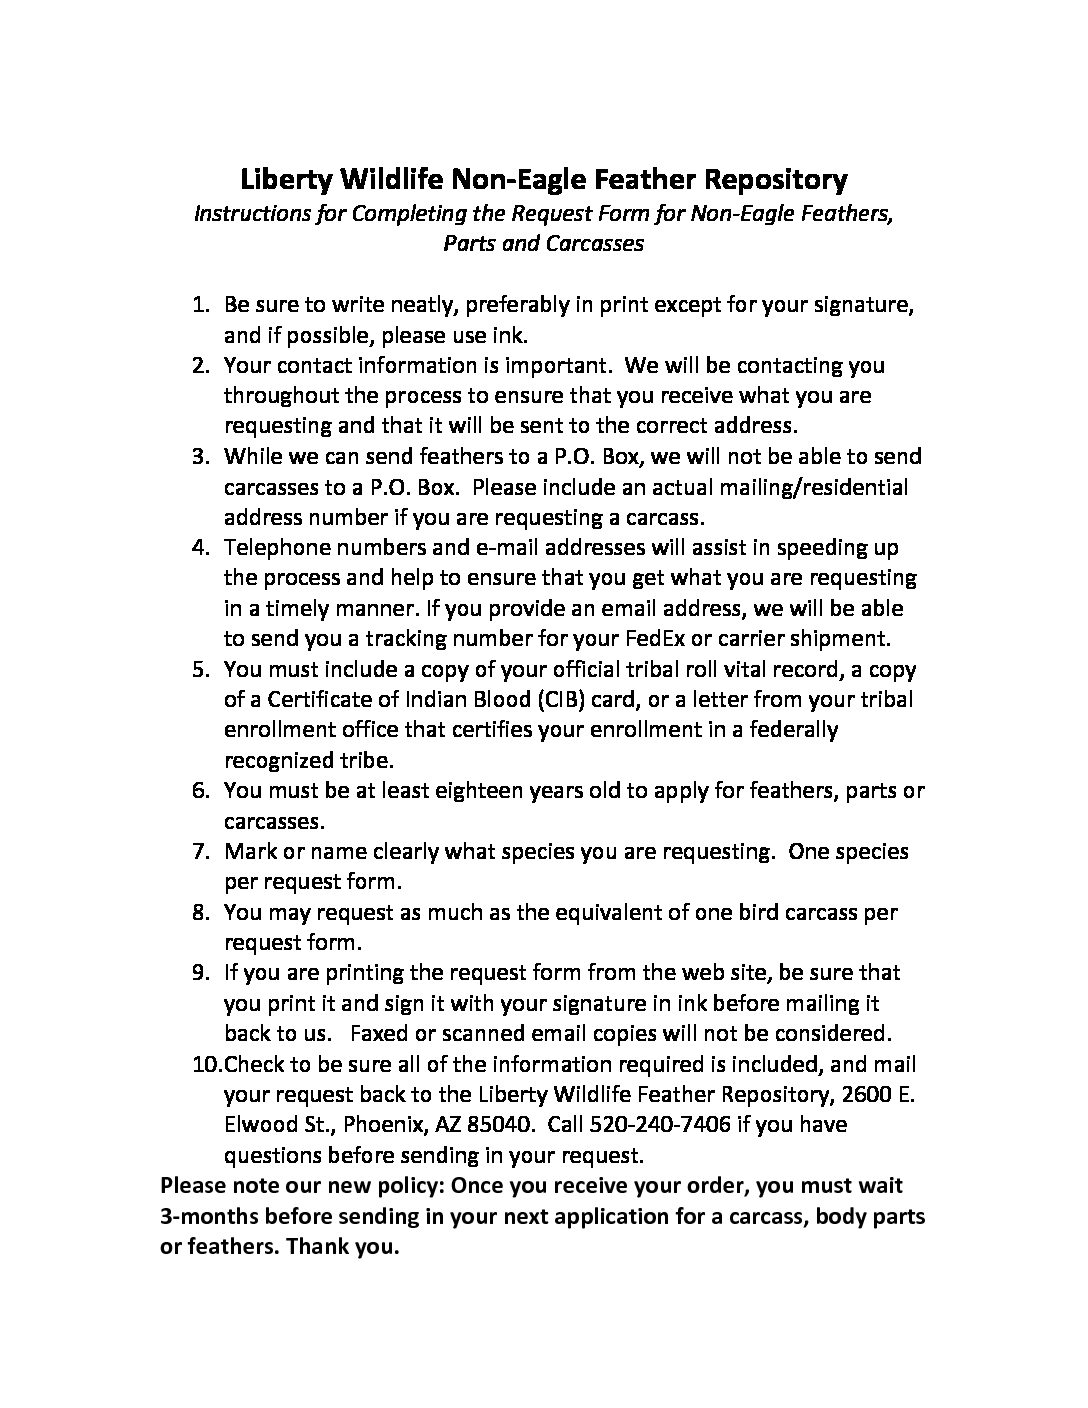 Liberty Wildlife Non-Eagle Feather Repository
Instructions for Completing the Request Form for Non-Eagle Feathers,
Parts and Carcasses
1. Be sure to write neatly, preferably in print except for your signature,
and if possible, please use ink.
2. Your contact information is important.  We will be contacting you
throughout the process to ensure that you receive what you are
requesting and that it will be sent to the correct address.
3. While we can send feathers to a P.O. Box, we will not be able to send
carcasses to a P.O. Box.  Please include an actual mailing/residential
address number if you are requesting a carcass.
4. Telephone numbers and e-mail addresses will assist in speeding up
the process and help to ensure that you get what you are requesting
in a timely manner. If you provide an email address, we will be able
to send you a tracking number for your FedEx or carrier shipment.
5. You must include a copy of your official tribal roll vital record, a copy
of a Certificate of Indian Blood (CIB) card, or a letter from your tribal
enrollment office that certifies your enrollment in a federally
recognized tribe.
6. You must be at least eighteen years old to apply for feathers, parts or
carcasses.
7. Mark or name clearly what species you are requesting.  One species
per request form.
8. You may request as much as the equivalent of one bird carcass per
request form.
9. If you are printing the request form from the web site, be sure that
you print it and sign it with your signature in ink before mailing it
back to us.   Faxed or scanned email copies will not be considered.
10.Check to be sure all of the information required is included, and mail
your request back to the Liberty Wildlife Feather Repository, 2600 E.
Elwood St., Phoenix, AZ 85040.  Call 520-240-7406 if you have
questions before sending in your request.
Please note our new policy: Once you receive your order, you must wait
3-months before sending in your next application for a carcass, body parts
or feathers. Thank you.